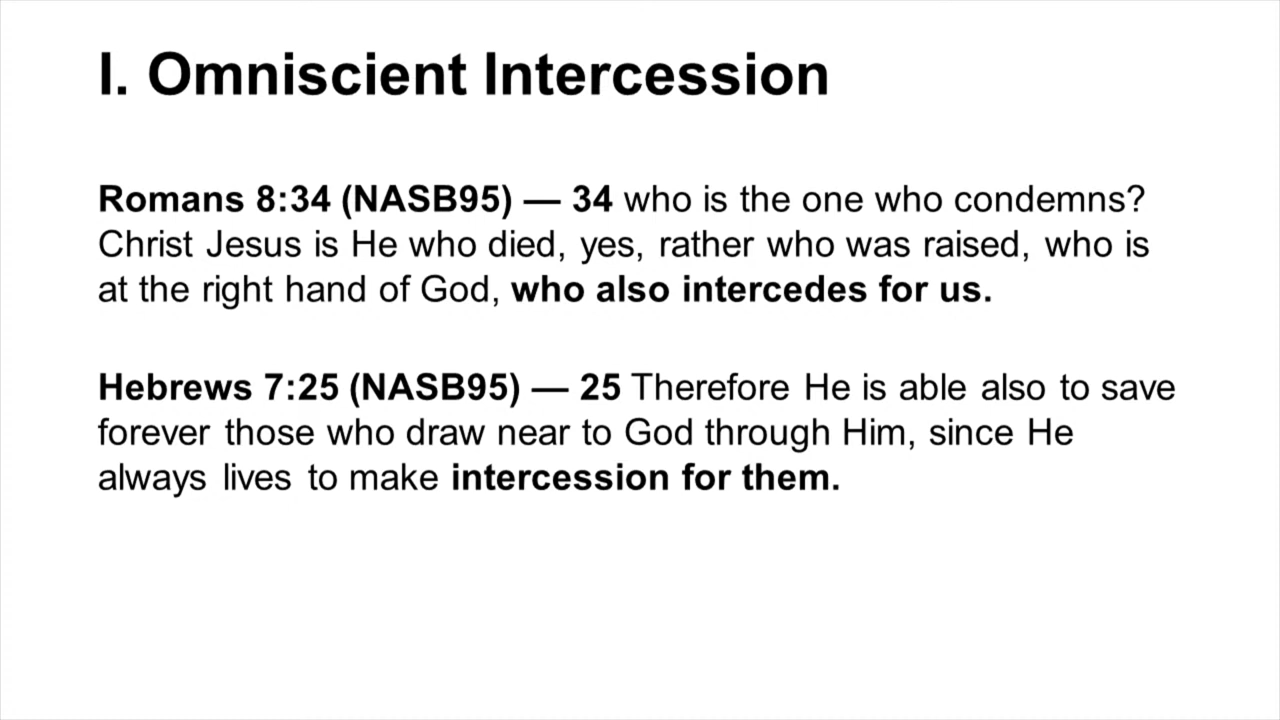 I. Omniscient Intercession
Romans 8:34 (NASB95) — 34 who is the one who condemns?
Christ Jesus is He who died, yes, rather who was raised, who is
at the right hand of God, who also intercedes for us.
Hebrews 7:25 (NASB95) — 25 Therefore He is able also to save
forever those who draw near to God through Him, since He
always lives to make intercession for them.